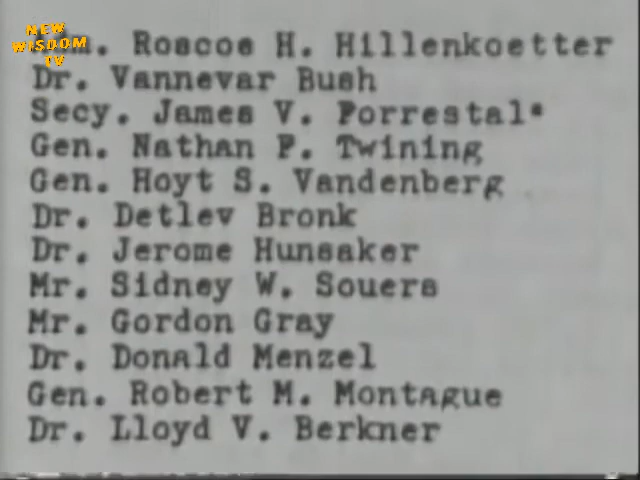 NEW
WISDOM
TV
Roscoe H. Hillenkoetter
Dr. Vannevar Bush
Secy. James V. Forrestal*
Gen. Nathan F. Twining
Gen. Hoyt S. Vandenberg
Dr. Detlev Bronk
Dr. Jerome Hunsaker
Mr. Sidney W. Souers
Mr. Gordon Gray
Dr. Donald Menzel
Gen. Robert M. Montague
Dr. Lloyd V. Berkner